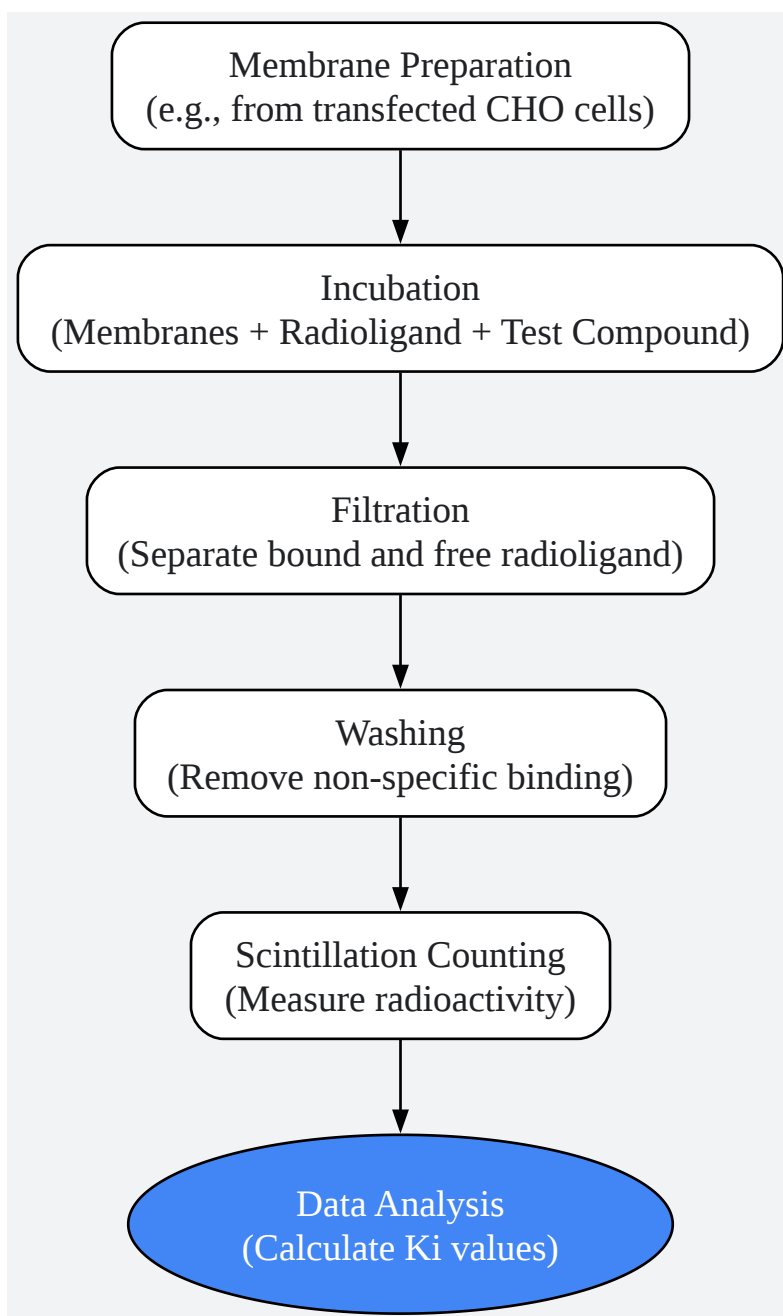 Membrane Preparation
(e.g., from transfected CHO cells)
Incubation
(Membranes + Radioligand + Test Compound)
Filtration
(Separate bound and free radioligand)
Washing
(Remove non-specific binding)
Scintillation Counting
(Measure radioactivity)
Data Analysis
(Calculate Ki values)